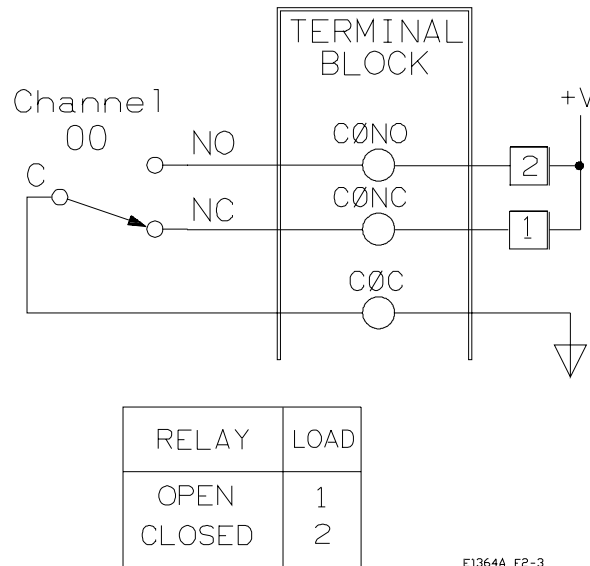 TERMINAL
BLOCK
+V
Channel
00
NO
CØNO
2
C
NC
CØNC
1
CØC
RELAY LOAD
OPEN 1
CLOSED 2
E1364A F2-3